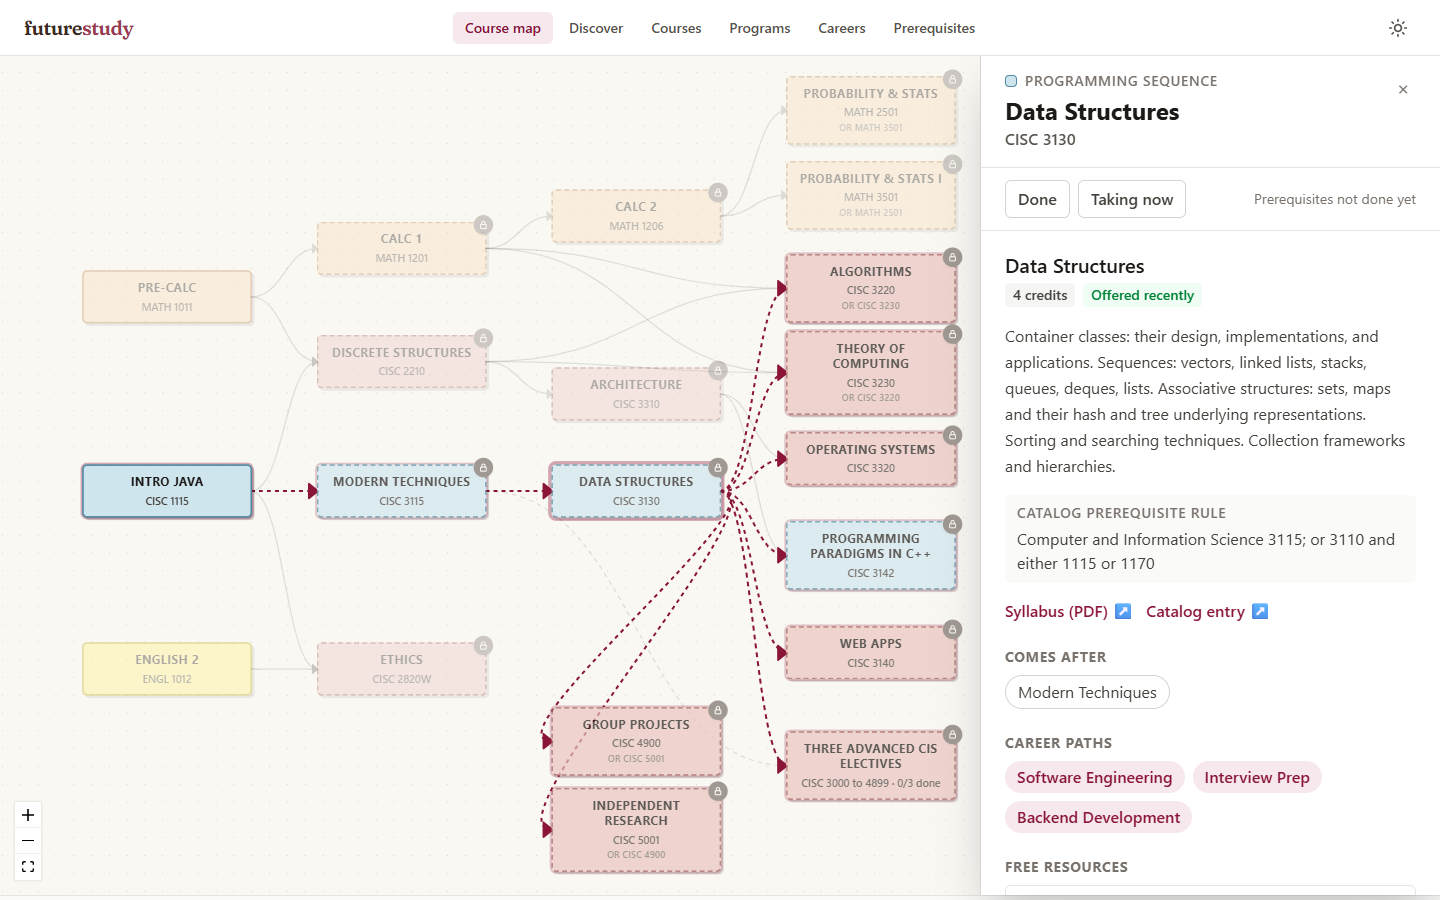 futurestudy
Course map
Discover
Courses
Programs
Careers
Prerequisites
PROBABILITY & STATS
MATH 2501
OR MATH 3501
PROBABILITY & STATS I
MATH 3501
OR MATH 2501
CALC 2
MATH 1206
CALC 1
MATH 1201
PRE-CALC
MATH 1011
ALGORITHMS
CISC 3220
OR CISC 3230
DISCRETE STRUCTURES
CISC 2210
THEORY OF
COMPUTING
CISC 3230
OR CISC 3220
ARCHITECTURE
CISC 3310
OPERATING SYSTEMS
CISC 3320
INTRO JAVA
CISC 1115
MODERN TECHNIQUES
CISC 3115
DATA STRUCTURES
CISC 3130
PROGRAMMING
PARADIGMS IN C++
CISC 3142
WEB APPS
CISC 3140
ENGLISH 2
ENGL 1012
ETHICS
CISC 2820W
GROUP PROJECTS
CISC 4900
OR CISC 5001
THREE ADVANCED CIS
ELECTIVES
CISC 3000 to 4899 · 0/3 done
INDEPENDENT
RESEARCH
CISC 5001
OR CISC 4900
PROGRAMMING SEQUENCE
Data Structures
CISC 3130
Done
Taking now
Prerequisites not done yet
Data Structures
4 credits
Offered recently
Container classes: their design, implementations, and
applications. Sequences: vectors, linked lists, stacks,
queues, deques, lists. Associative structures: sets, maps
and their hash and tree underlying representations.
Sorting and searching techniques. Collection frameworks
and hierarchies.
CATALOG PREREQUISITE RULE
Computer and Information Science 3115; or 3110 and
either 1115 or 1170
Syllabus (PDF) ↗
Catalog entry ↗
COMES AFTER
Modern Techniques
CAREER PATHS
Software Engineering
Interview Prep
Backend Development
FREE RESOURCES